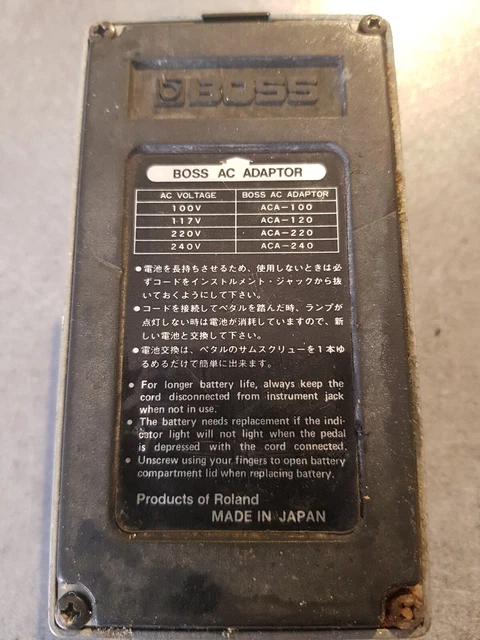 BOSS
BOSS AC ADAPTOR
AC VOLTAGE BOSS AC ADAPTOR
100V ACA-100
117V ACA-120
220V ACA-220
240V ACA-240
●電池を長持ちさせるため、使用しないときは必
ずコードをインストルメント・ジャックから抜
いておくようにして下さい。
●コードを接続してペダルを踏んだ時、ランプが
点灯しない時は電池が消耗していますので、新
しい電池と交換して下さい。
●電池交換は、ペダルのサムスクリューを1本ゆ
るめるだけで簡単に出来ます。
● For longer battery life, always keep the
cord disconnected from instrument jack
when not in use.
● The battery needs replacement if the indi-
cator light will not light when the pedal
is depressed with the cord connected.
● Unscrew using your fingers to open battery
compartment lid when replacing battery.
Products of Roland
MADE IN JAPAN